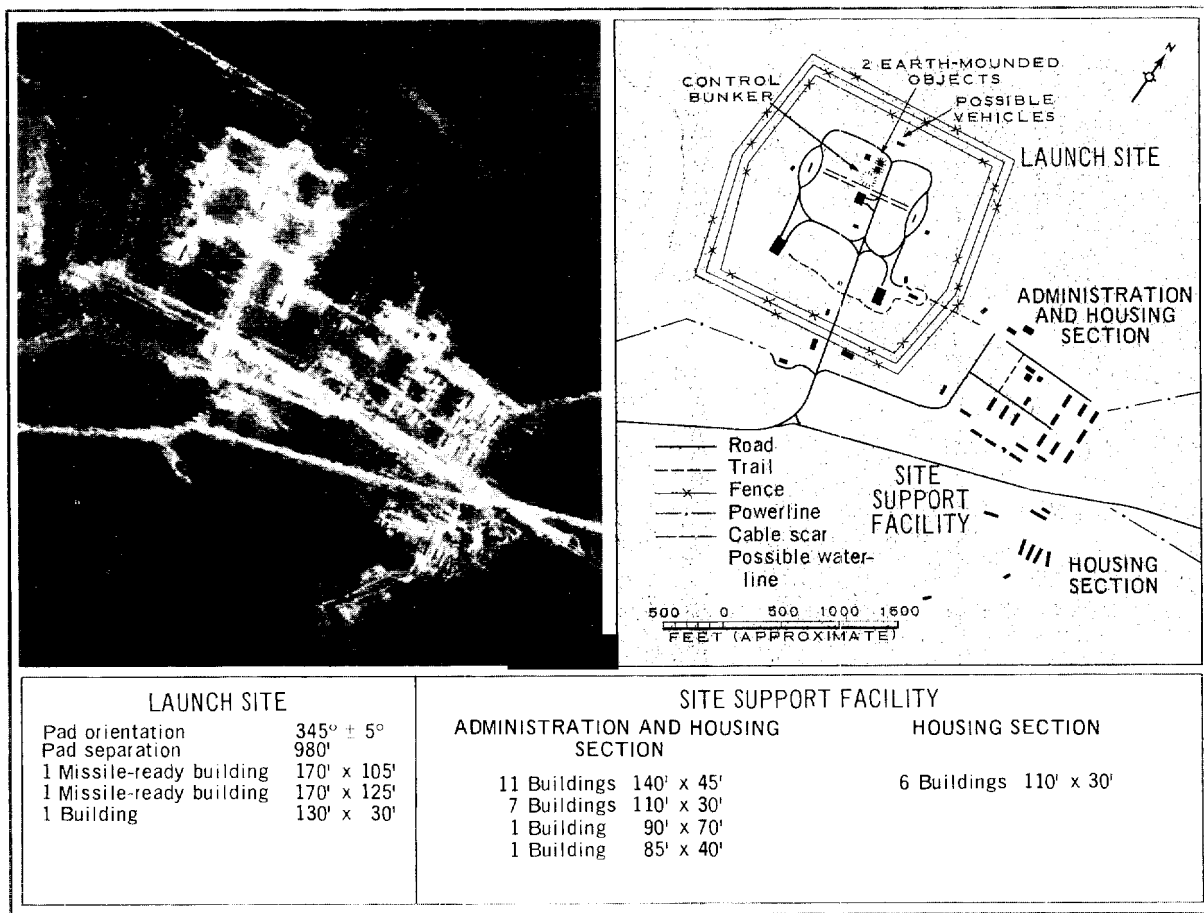 N
2 EARTH-MOUNDED
OBJECTS
CONTROL
BUNKER
POSSIBLE
VEHICLES
LAUNCH SITE
ADMINISTRATION
AND HOUSING
SECTION
Road
Trail
Fence
Powerline
Cable scar
Possible water-
line
SITE
SUPPORT
FACILITY
HOUSING
SECTION
500 0 500 1000 1500
FEET (APPROXIMATE)
LAUNCH SITE
Pad orientation 345° ± 5°
Pad separation 980'
1 Missile-ready building 170' x 105'
1 Missile-ready building 170' x 125'
1 Building 130' x 30'
SITE SUPPORT FACILITY
ADMINISTRATION AND HOUSING
SECTION
11 Buildings 140' x 45'
7 Buildings 110' x 30'
1 Building 90' x 70'
1 Building 85' x 40'
HOUSING SECTION
6 Buildings 110' x 30'